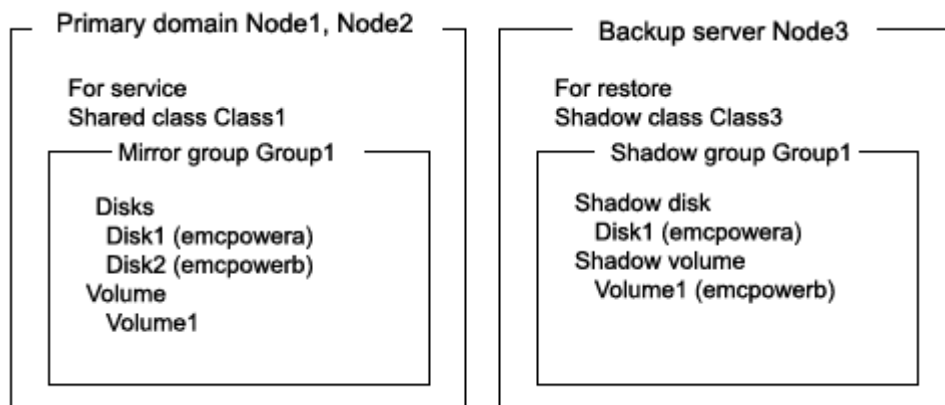 Primary domain Node1, Node2
For service
Shared class Class1
Mirror group Group1
Disks
Disk1 (emcpowera)
Disk2 (emcpowerb)
Volume
Volume1
Backup server Node3
For restore
Shadow class Class3
Shadow group Group1
Shadow disk
Disk1 (emcpowera)
Shadow volume
Volume1 (emcpowerb)